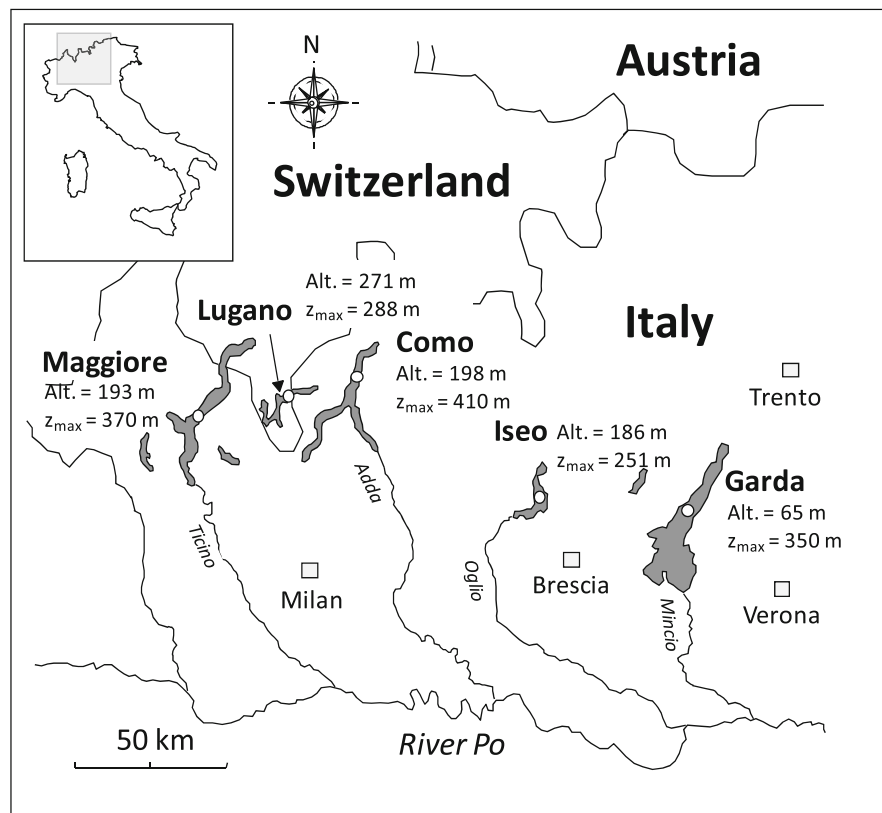 N
Austria
Switzerland
Alt. = 271 m
Lugano
zmax = 288 m
Italy
Como
Alt. = 198 m
zmax = 410 m
Maggiore
Alt. = 193 m
zmax = 370 m
Trento
Iseo Alt. = 186 m
zmax = 251 m
Garda
Alt. = 65 m
zmax = 350 m
Adda
Ticino
Oglio
Mincio
Milan
Brescia
Verona
River Po
50 km